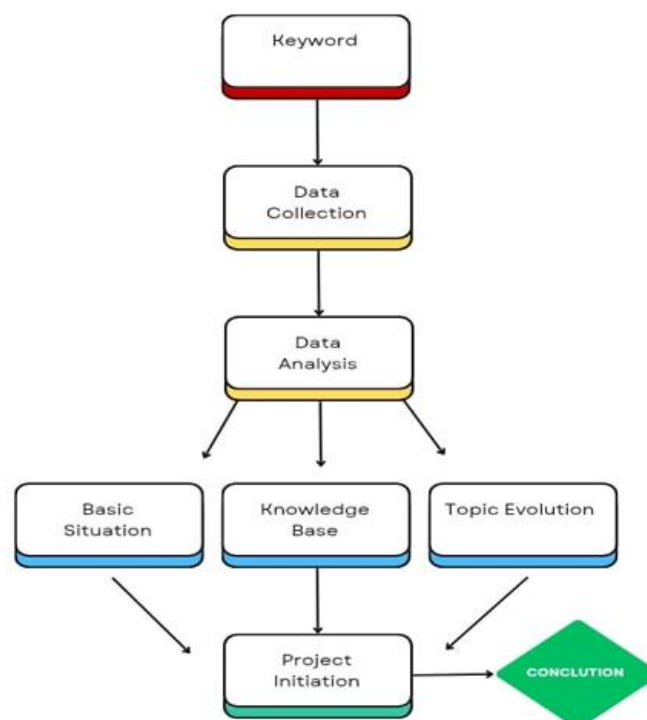 Keyword
Data
Collection
Data
Analysis
Basic
Situation
Knowledge
Base
Topic Evolution
Project
Initiation
CONCLUTION